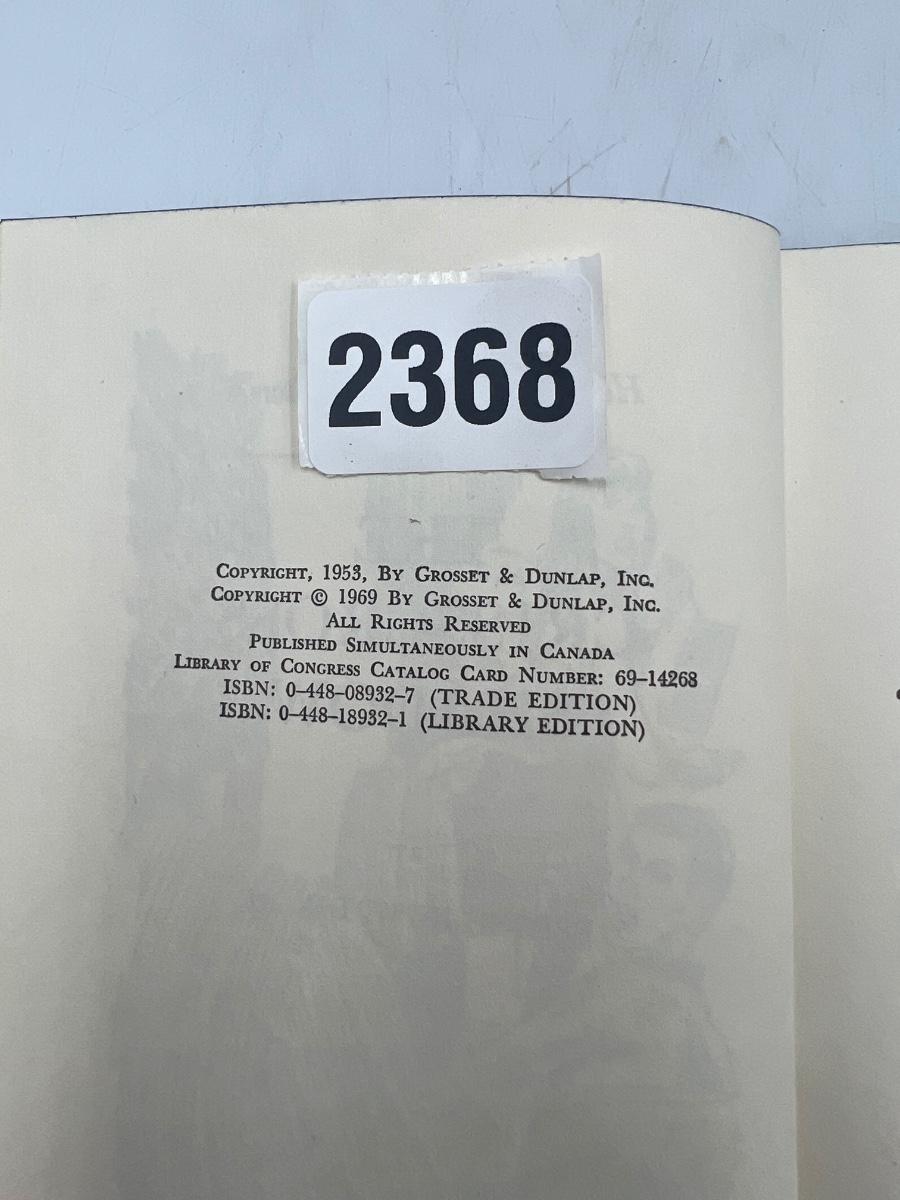 2368
Copyright, 1953, By Grosset & Dunlap, Inc.
Copyright © 1969 By Grosset & Dunlap, Inc.
All Rights Reserved
Published Simultaneously in Canada
Library of Congress Catalog Card Number: 69–14268
ISBN: 0–448–08932–7 (TRADE EDITION)
ISBN: 0–448–18932–1 (LIBRARY EDITION)